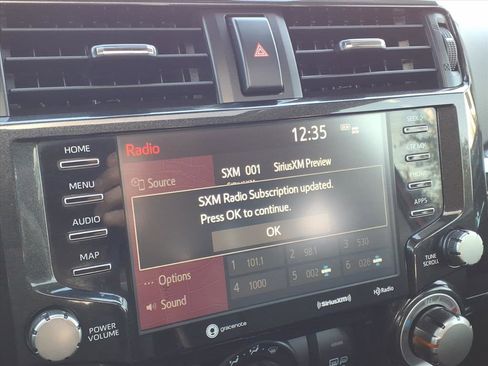 HOME
MENU
AUDIO
MAP
POWER
VOLUME
Radio
12:35
Source
SXM 001 SiriusXM Preview
SXM Radio Subscription updated.
Press OK to continue.
OK
1 101.1 2 98.1 3 530
4 1000 5 002 6 026
Options
Sound
gracenote
SiriusXM
HD Radio
SEEK
PHONE
APPS
TUNE
SCROLL